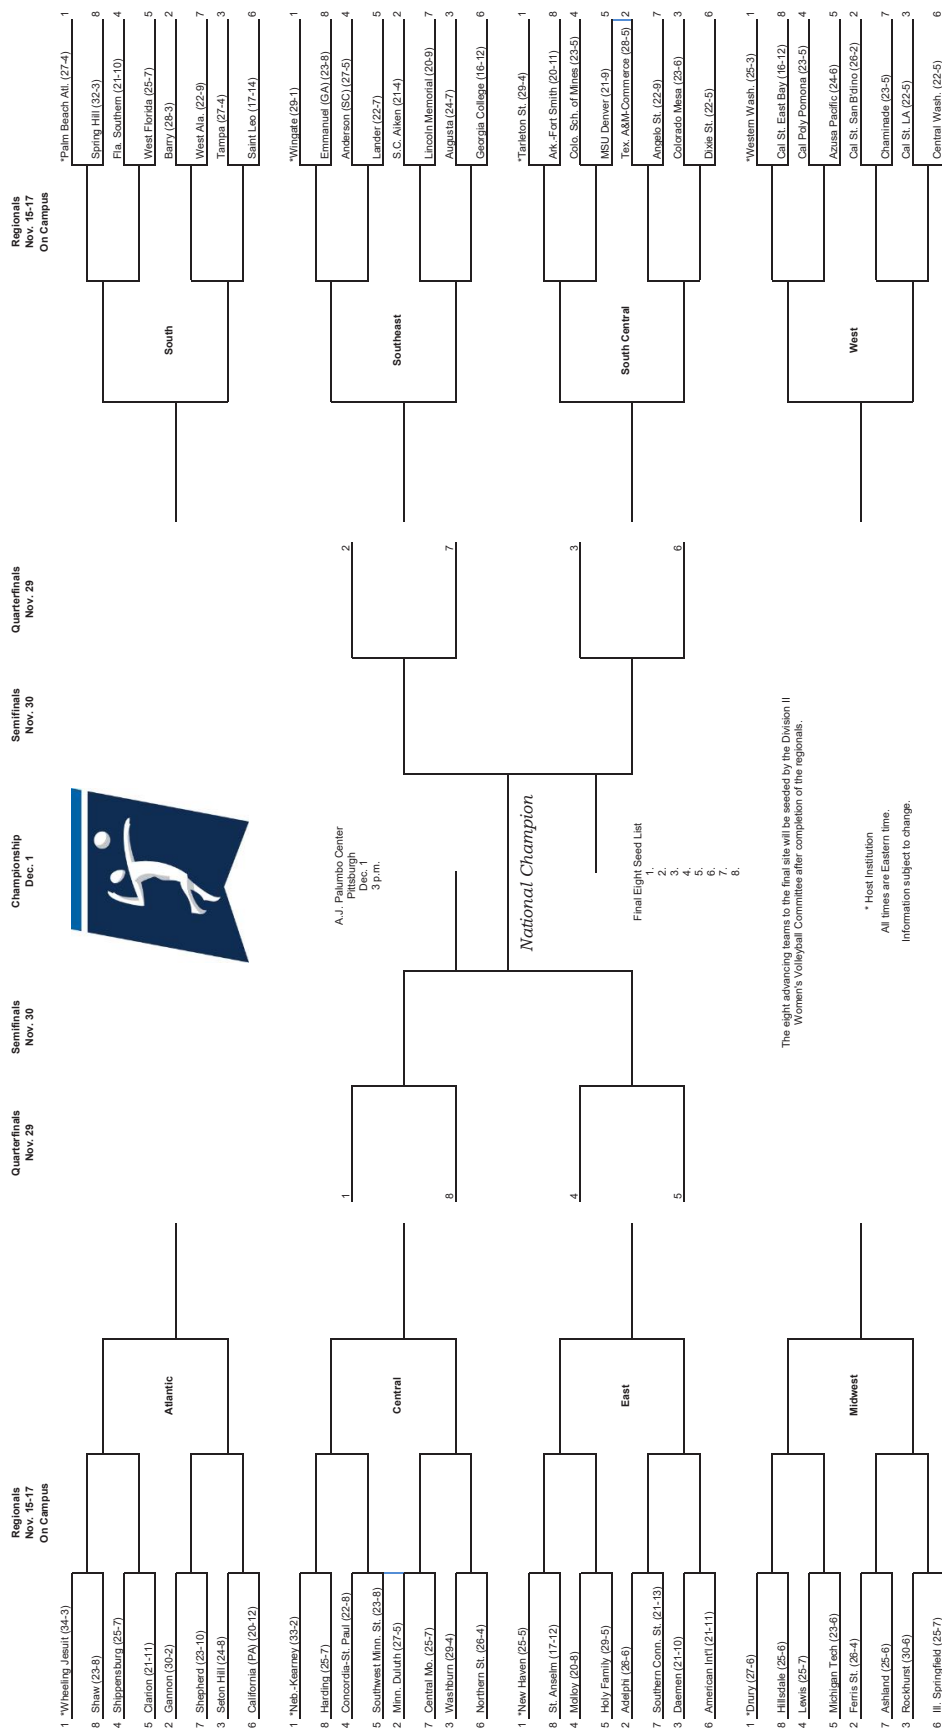 Regionals
Nov. 15-17
On Campus
Quarterfinals
Nov. 29
Semifinals
Nov. 30
Championship
Dec. 1
Semifinals
Nov. 30
Quarterfinals
Nov. 29
Regionals
Nov. 15-17
On Campus
1 *Wheeling Jesuit (34-3)
8 Shaw (23-8)
4 Shippensburg (25-7)
5 Clarion (21-11)
2 Gannon (30-2)
7 Shepherd (23-10)
3 Seton Hill (24-8)
6 California (PA) (20-12)
Atlantic
1 *Neb.-Kearney (33-2)
8 Harding (25-7)
4 Concordia-St. Paul (22-8)
5 Southwest Minn. St. (23-8)
2 Minn. Duluth (27-5)
7 Central Mo. (25-7)
3 Washburn (29-4)
6 Northern St. (26-4)
Central
1 *New Haven (25-5)
8 St. Anselm (17-12)
4 Molloy (20-8)
5 Holy Family (29-5)
2 Adelphi (26-6)
7 Southern Conn. St. (21-13)
3 Daemen (21-10)
6 American Int'l (21-11)
East
1 *Drury (27-6)
8 Hillsdale (25-6)
4 Lewis (25-7)
5 Michigan Tech (23-6)
2 Ferris St. (26-4)
7 Ashland (25-6)
3 Rockhurst (30-6)
6 Ill. Springfield (25-7)
Midwest
1
8
4
5
A.J. Palumbo Center
Pittsburgh
Dec. 1
3 p.m.
National Champion
Final Eight Seed List
1.
2.
3.
4.
5.
6.
7.
8.
The eight advancing teams to the final site will be seeded by the Division II
Women's Volleyball Committee after completion of the regionals.
* Host Institution
All times are Eastern time.
Information subject to change.
2
7
3
6
*Palm Beach Atl. (27-4) 1
Spring Hill (32-3) 8
Fla. Southern (21-10) 4
West Florida (25-7) 5
Barry (28-3) 2
West Ala. (22-9) 7
Tampa (27-4) 3
Saint Leo (17-14) 6
South
*Wingate (29-1) 1
Emmanuel (GA) (23-8) 8
Anderson (SC) (27-5) 4
Lander (22-7) 5
S.C. Aiken (21-4) 2
Lincoln Memorial (20-9) 7
Augusta (24-7) 3
Georgia College (16-12) 6
Southeast
*Tarleton St. (29-4) 1
Ark.-Fort Smith (20-11) 8
Colo. Sch. of Mines (23-5) 4
MSU Denver (21-9) 5
Tex. A&M-Commerce (28-5) 2
Angelo St. (22-9) 7
Colorado Mesa (23-6) 3
Dixie St. (22-5) 6
South Central
*Western Wash. (25-3) 1
Cal St. East Bay (16-12) 8
Cal Poly Pomona (23-5) 4
Azusa Pacific (24-6) 5
Cal St. San B'dino (26-2) 2
Chaminade (23-5) 7
Cal St. LA (22-5) 3
Central Wash. (22-5) 6
West